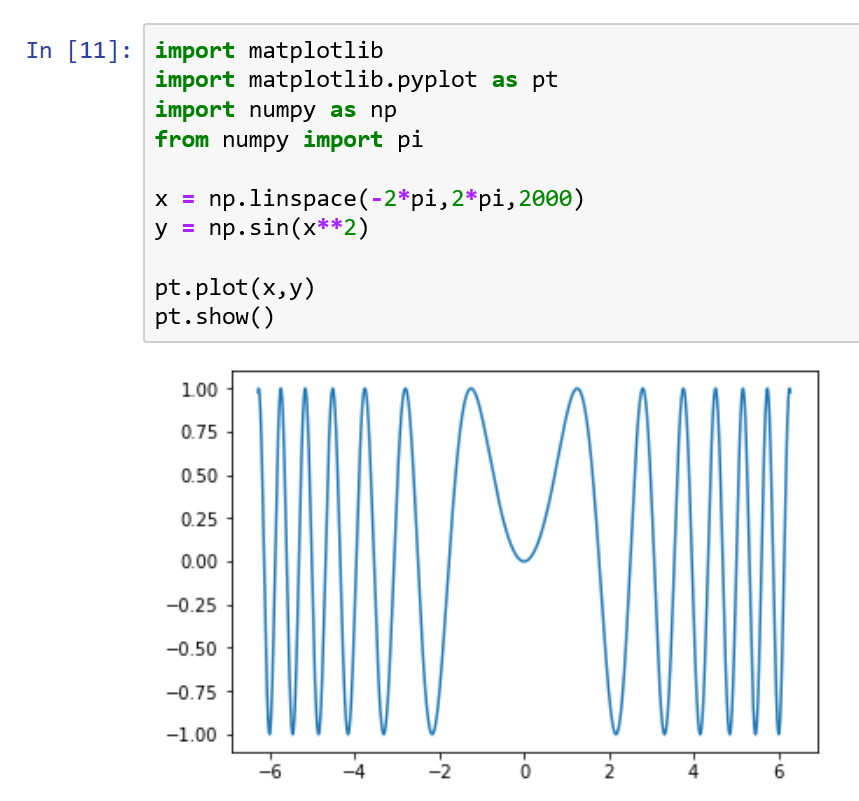 In [11]:
import matplotlib
import matplotlib.pyplot as pt
import numpy as np
from numpy import pi
x = np.linspace(-2*pi,2*pi,2000)
y = np.sin(x**2)
pt.plot(x,y)
pt.show()
1.00
0.75
0.50
0.25
0.00
−0.25
−0.50
−0.75
−1.00
−6 −4 −2 0 2 4 6